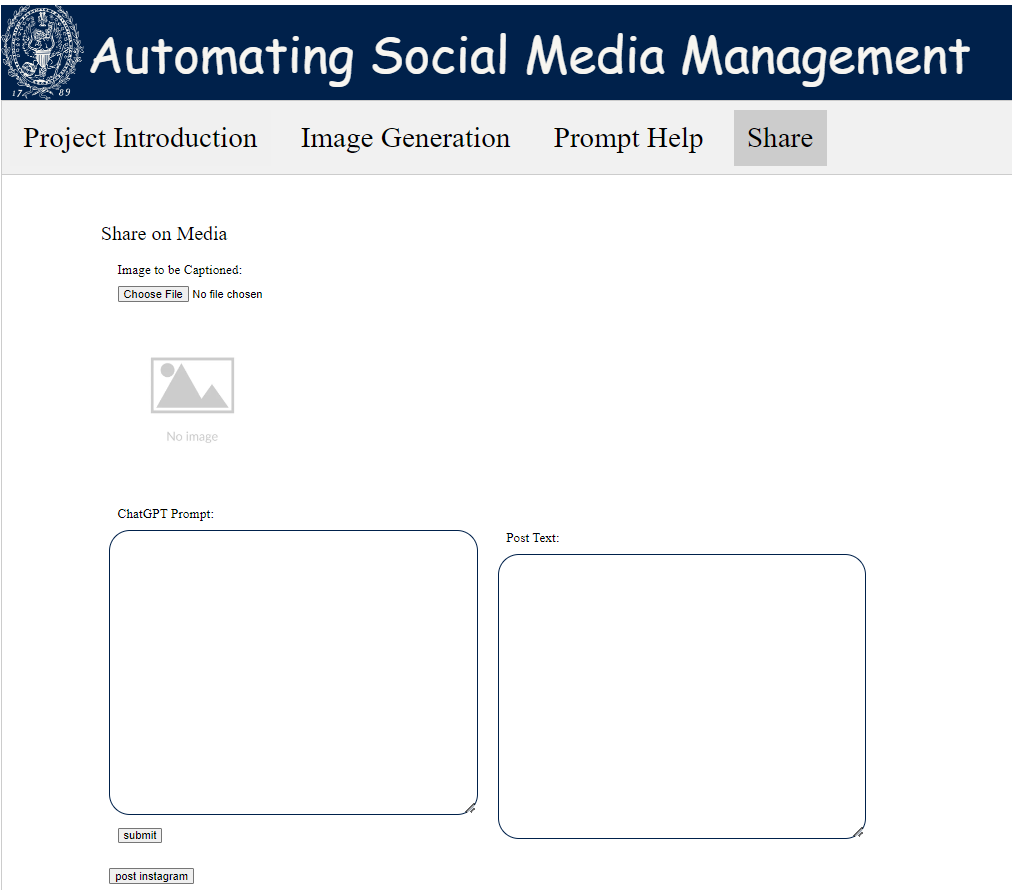 Automating Social Media Management
17 89
Project Introduction Image Generation Prompt Help Share
Share on Media
Image to be Captioned:
Choose File No file chosen
No image
ChatGPT Prompt:
Post Text:
submit
post instagram